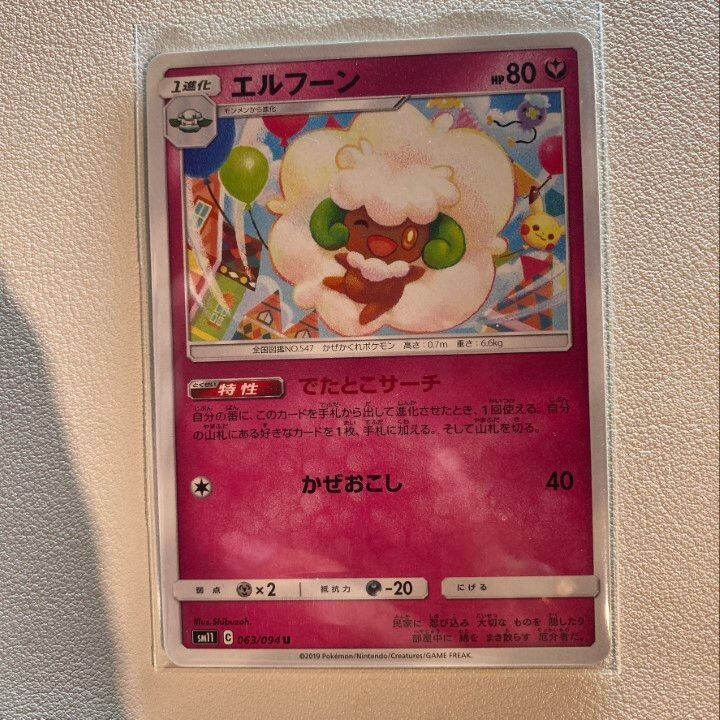 1進化
エルフーン
HP80
モンメンから進化
全国図鑑NO.547 かぜかくれポケモン 高さ:0.7m 重さ:6.6kg
とくせい
特性 でたとこサーチ
自分の番に、このカードを手札から出して進化させたとき、1回使える。自分
の山札にある好きなカードを1枚、手札に加える。そして山札を切る。
かぜおこし 40
弱点 ×2 抵抗力 -20 にげる
Illus.Shibuzoh.
sm11 C 063/094 U
民家に 忍び込み 大切な ものを 隠したり
部屋中に 綿を まき散らす 厄介者だ。
©2019 Pokémon/Nintendo/Creatures/GAME FREAK.